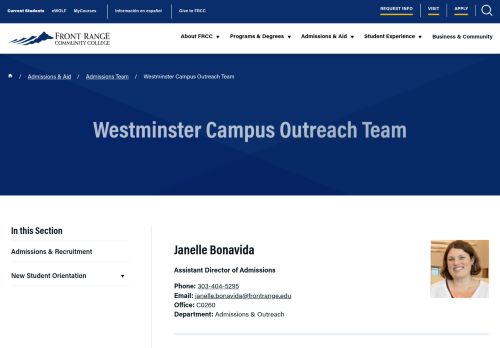 Current Students eWOLF MyCourses Información en español Give to FRCC REQUEST INFO VISIT APPLY
FRONT RANGE
COMMUNITY COLLEGE
About FRCC Programs & Degrees Admissions & Aid Student Experience Business & Community
/ Admissions & Aid / Admissions Team / Westminster Campus Outreach Team
Westminster Campus Outreach Team
In this Section
Admissions & Recruitment
New Student Orientation
Janelle Bonavida
Assistant Director of Admissions
Phone: 303-404-5295
Email: janelle.bonavida@frontrange.edu
Office: C0260
Department: Admissions & Outreach